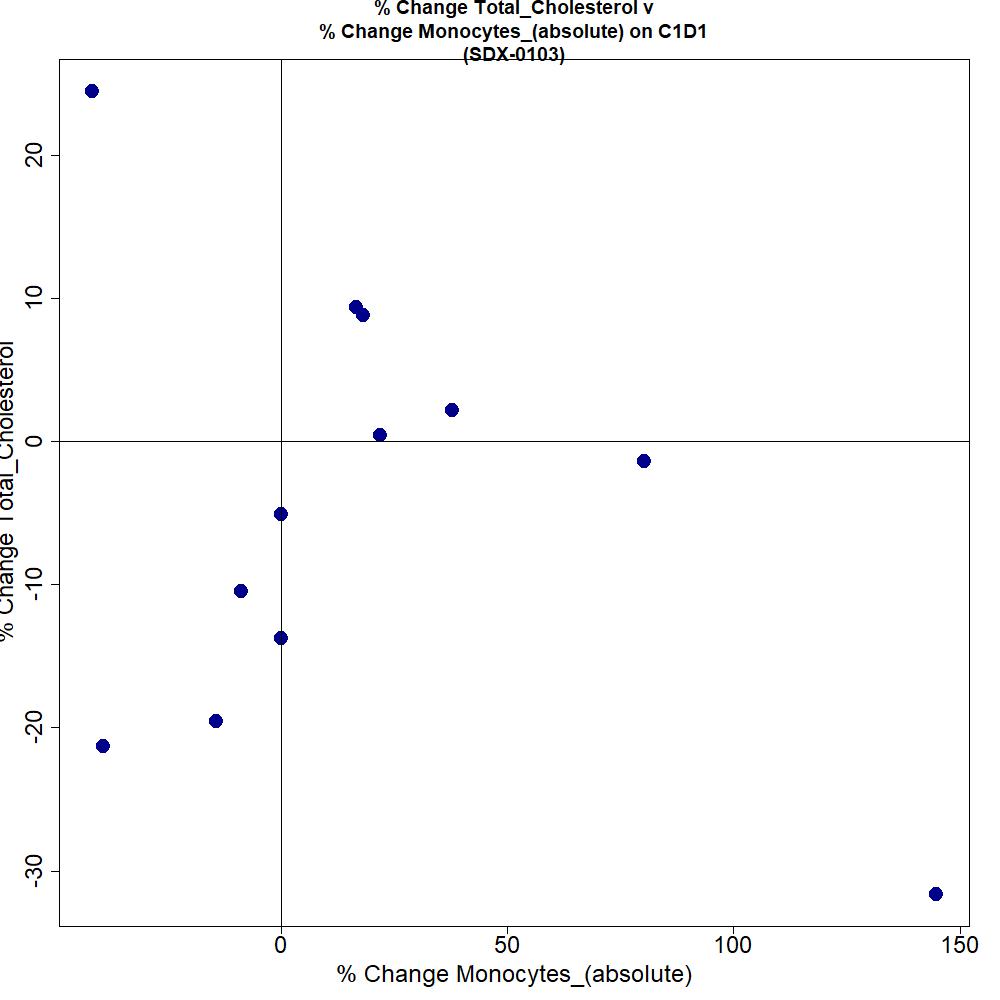 % Change Total_Cholesterol v
% Change Monocytes_(absolute) on C1D1
(SDX-0103)
% Change Total_Cholesterol
20
10
0
-10
-20
-30
0
50
100
150
% Change Monocytes_(absolute)